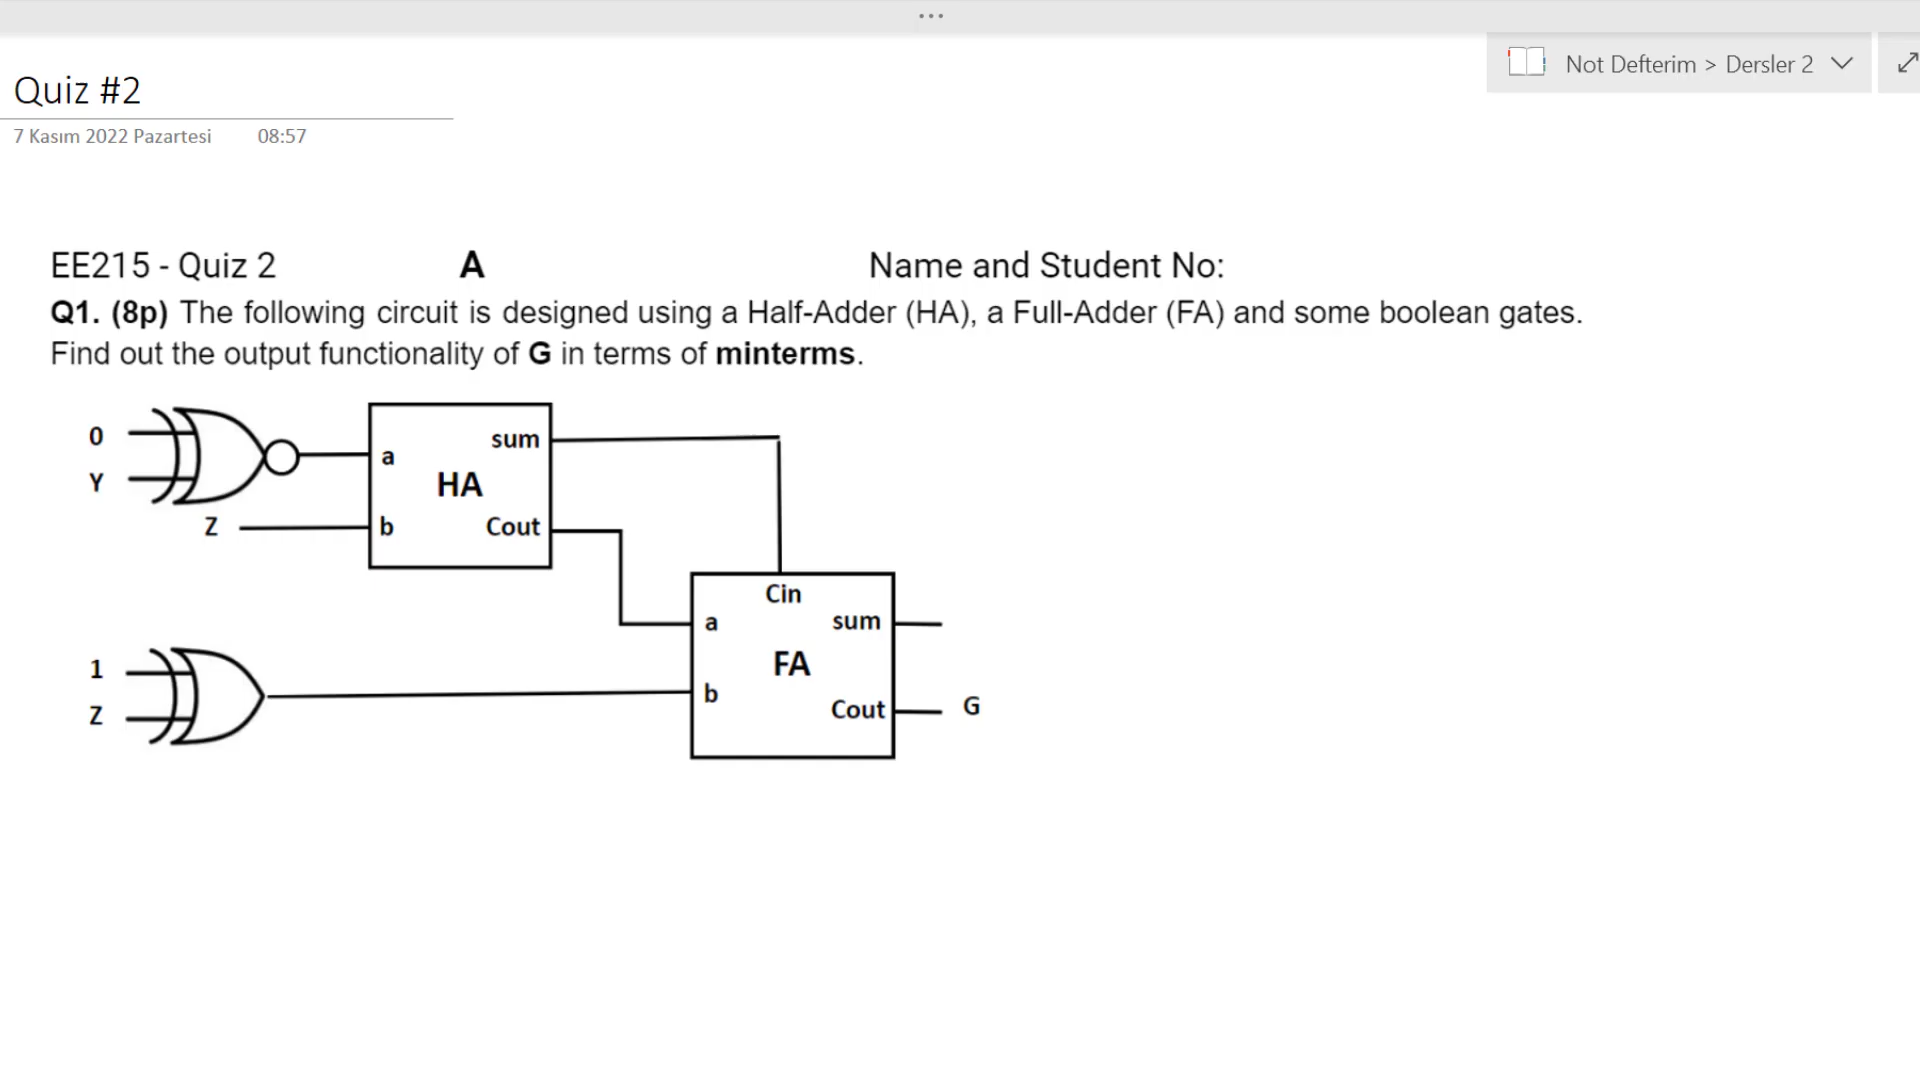 ...
Not Defterim > Dersler 2
Quiz #2
7 Kasım 2022 Pazartesi 08:57
EE215 - Quiz 2 A Name and Student No:
Q1. (8p) The following circuit is designed using a Half-Adder (HA), a Full-Adder (FA) and some boolean gates.
Find out the output functionality of G in terms of minterms.
0
Y
Z
a
b
sum
HA
Cout
1
Z
Cin
a
b
sum
FA
Cout
G